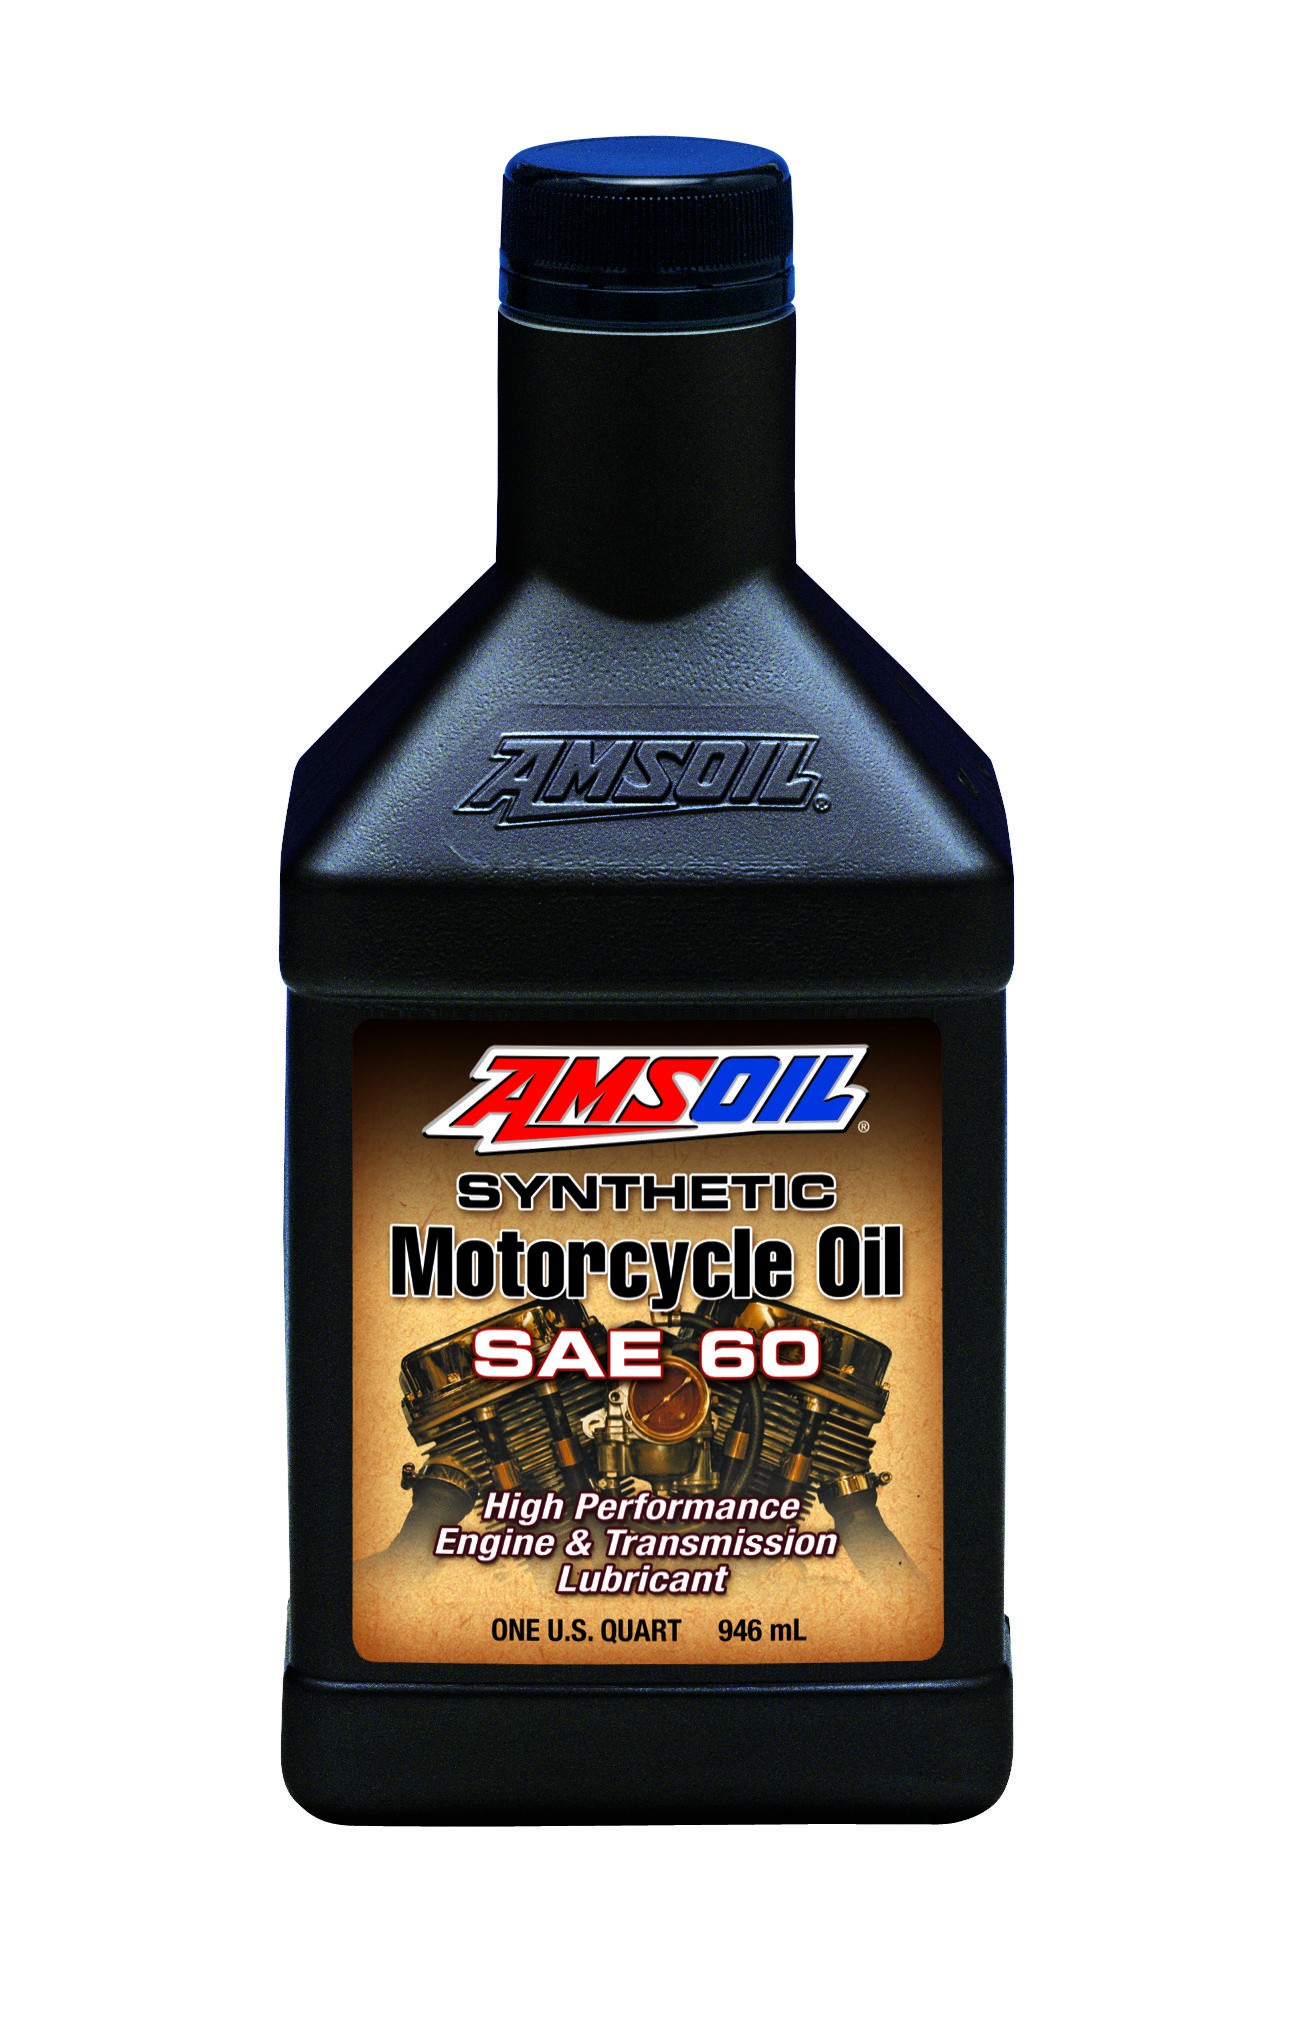 AMSOIL®
AMSOIL®
SYNTHETIC
Motorcycle Oil
SAE 60
High Performance
Engine & Transmission
Lubricant
ONE U.S. QUART 946 mL